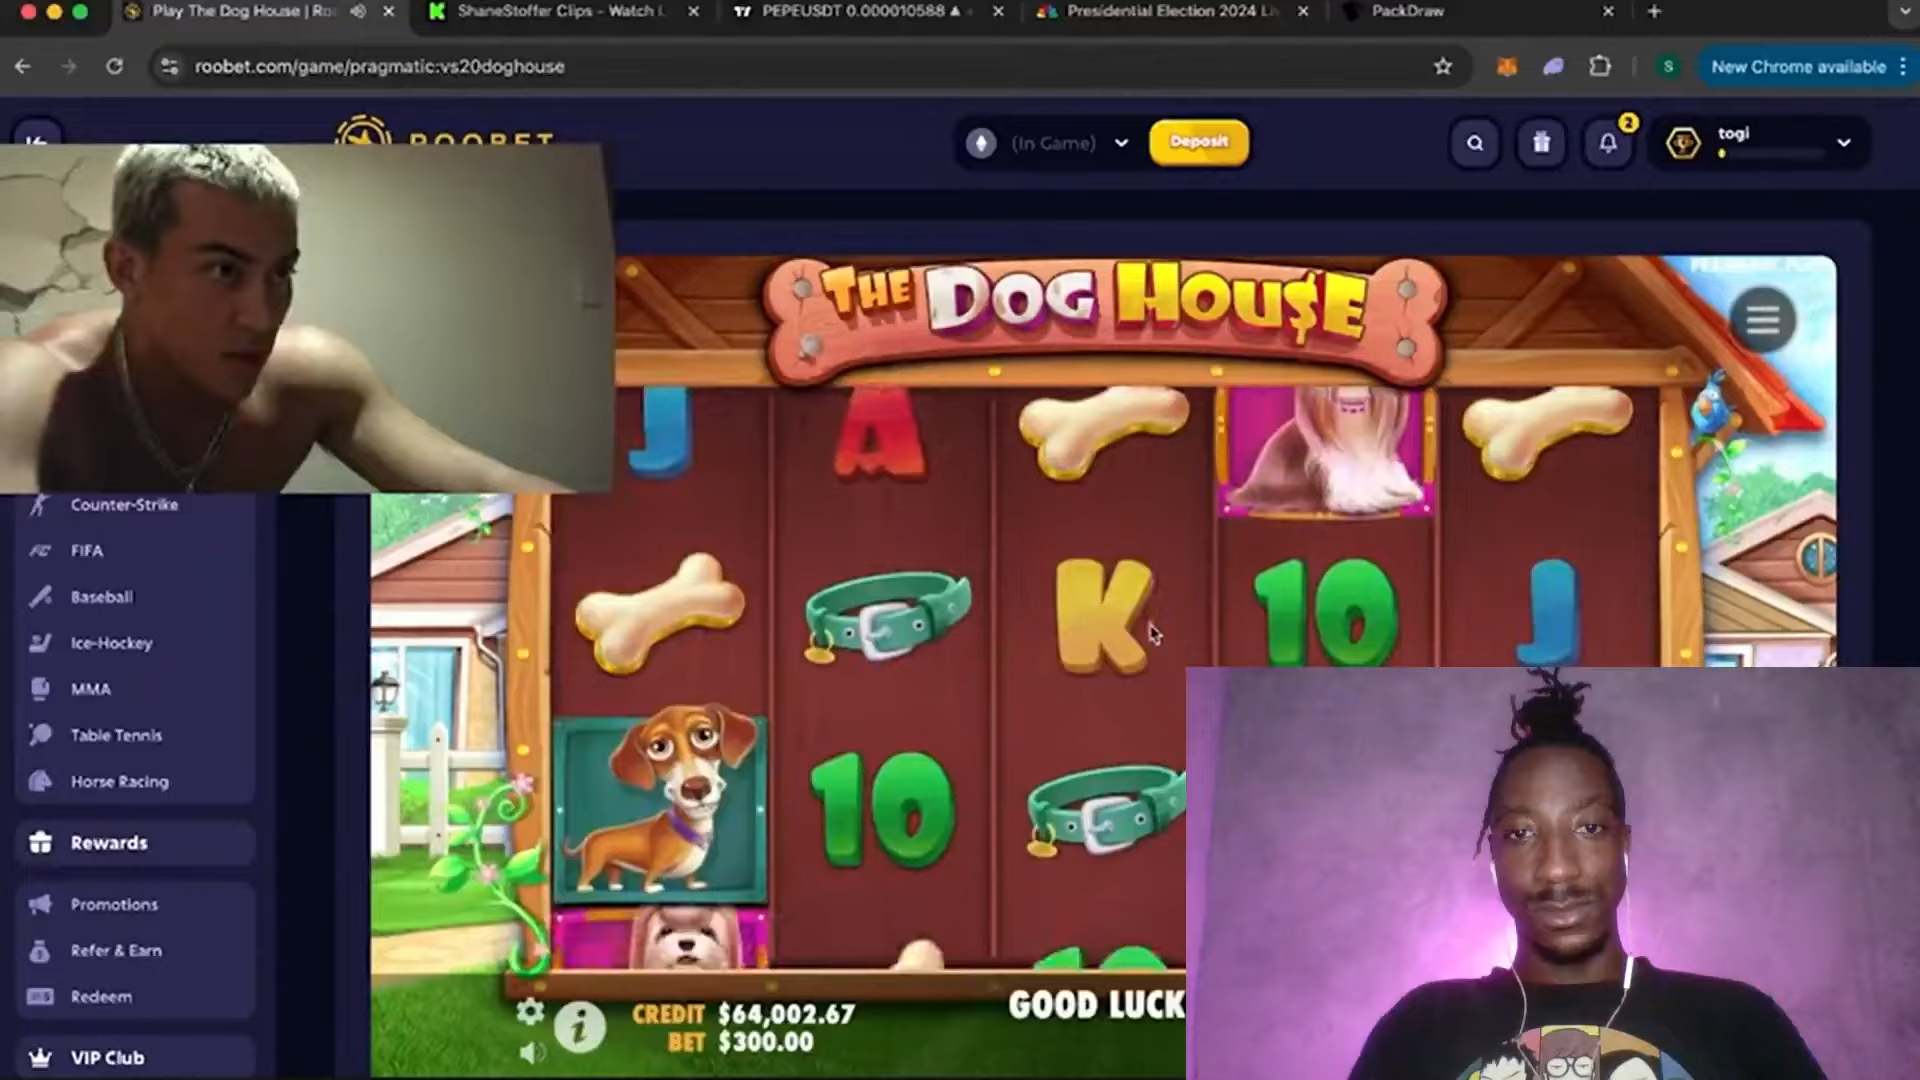 Play The Dog House | Ro
ShaneStoffer Clips - Watch
PEPEUSDT 0.000010588 ▲
Presidential Election 2024 Li
PackDraw
roobet.com/game/pragmatic:vs20doghouse
New Chrome available
S
ROOBET
(In Game)
Deposit
2
togi
THE DOG HOU$E
J
A
K
10
J
10
Counter-Strike
FIFA
Baseball
Ice-Hockey
MMA
Table Tennis
Horse Racing
Rewards
Promotions
Refer & Earn
Redeem
VIP Club
CREDIT $64,002.67
BET $300.00
GOOD LUCK